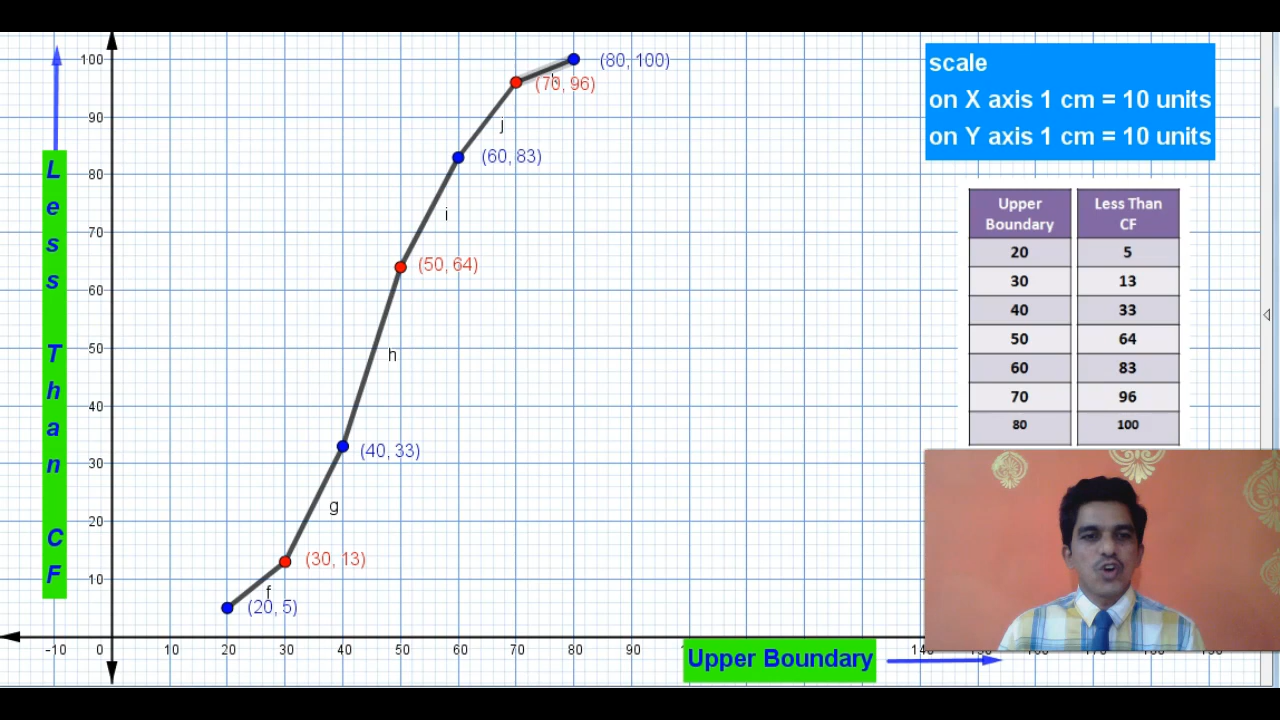 scale
on X axis 1 cm = 10 units
on Y axis 1 cm = 10 units
Upper Boundary Less Than CF
20 5
30 13
40 33
50 64
60 83
70 96
80 100
Less Than CF
100
90
80
70
60
50
40
30
20
10
(80, 100)
(70, 96)
j
(60, 83)
i
(50, 64)
h
(40, 33)
g
(30, 13)
f
(20, 5)
-10 0 10 20 30 40 50 60 70 80 90
Upper Boundary